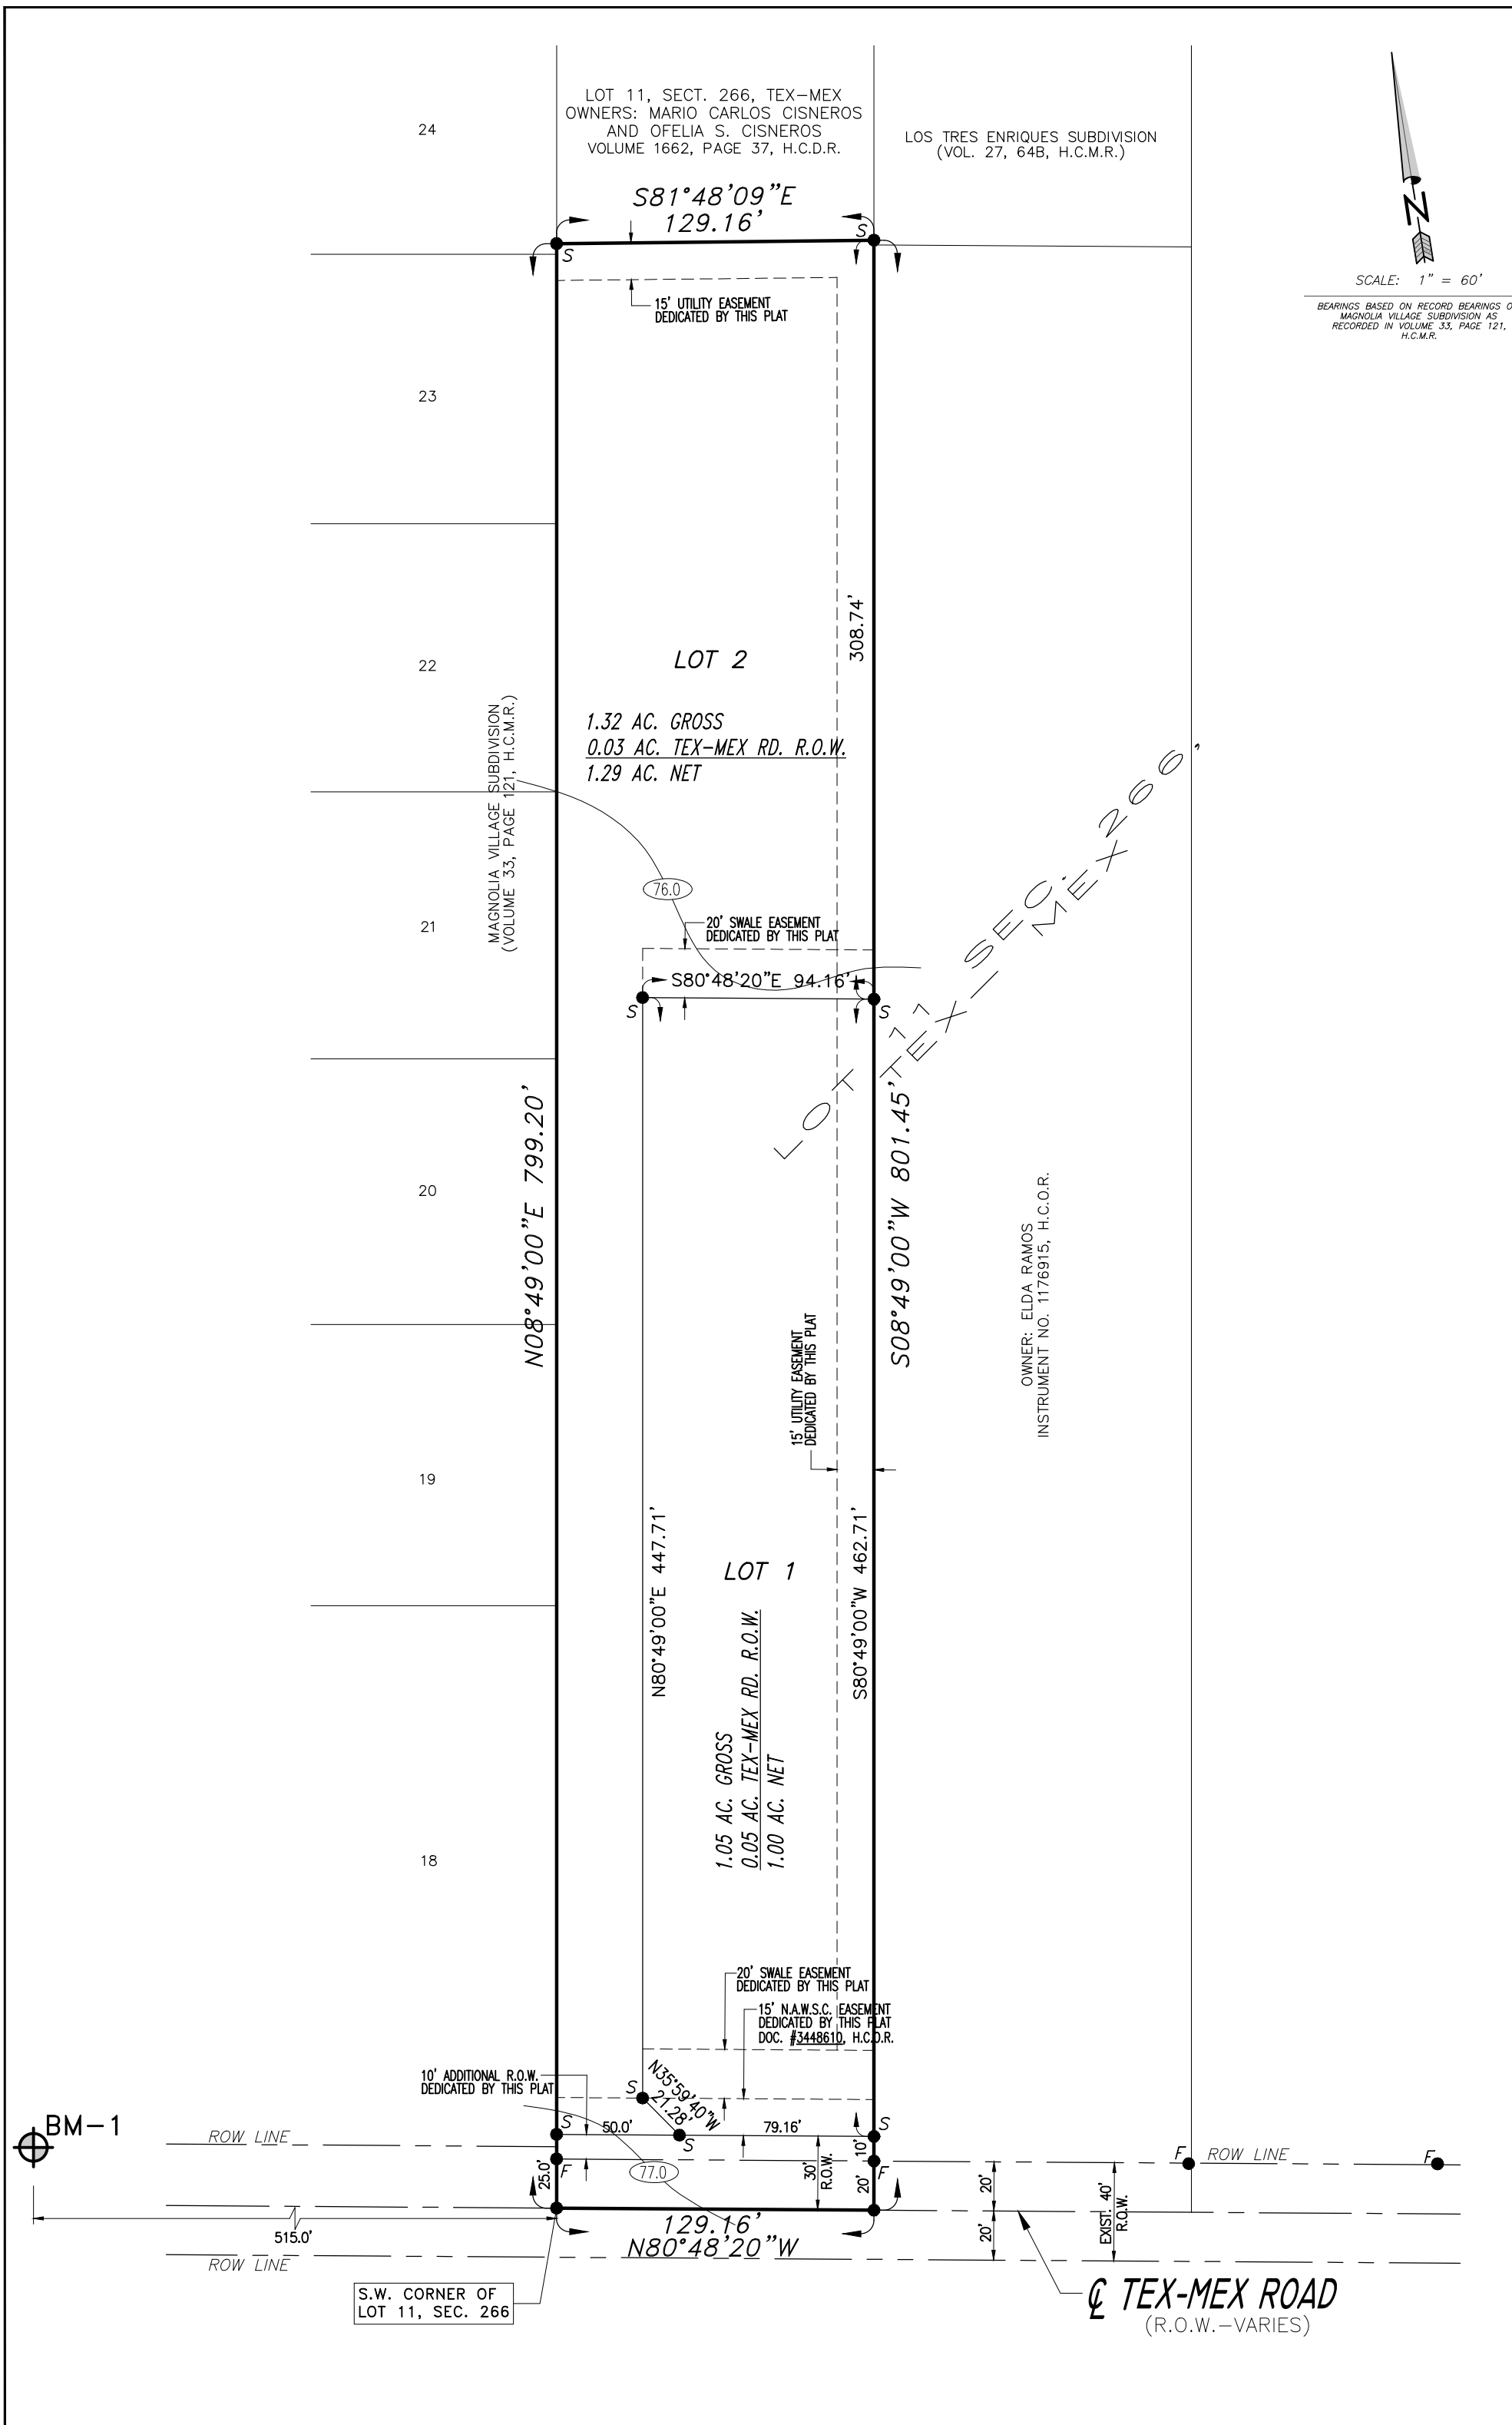 LOT 11, SECT. 266, TEX-MEX
OWNERS: MARIO CARLOS CISNEROS
AND OFELIA S. CISNEROS
VOLUME 1662, PAGE 37, H.C.D.R.
LOS TRES ENRIQUES SUBDIVISION
(VOL. 27, 64B, H.C.M.R.)
24
N
SCALE: 1" = 60'
BEARINGS BASED ON RECORD BEARINGS O
MAGNOLIA VILLAGE SUBDIVISION AS
RECORDED IN VOLUME 33, PAGE 121,
H.C.M.R.
S81°48'09"E
129.16'
S
S
15' UTILITY EASEMENT
DEDICATED BY THIS PLAT
23
308.74'
LOT 2
22
1.32 AC. GROSS
0.03 AC. TEX-MEX RD. R.O.W.
1.29 AC. NET
MAGNOLIA VILLAGE SUBDIVISION
(VOLUME 33, PAGE 121, H.C.M.R.)
76.0
21
20' SWALE EASEMENT
DEDICATED BY THIS PLAT
S80°48'20"E 94.16'
S
S
LOT 11 SEC. 266,
TEX-MEX
N08°49'00"E 799.20'
S08°49'00"W 801.45'
20
OWNER: ELDA RAMOS
INSTRUMENT NO. 1176915, H.C.O.R.
15' UTILITY EASEMENT
DEDICATED BY THIS PLAT
19
N80°49'00"E 447.71'
S80°49'00"W 462.71'
LOT 1
1.05 AC. GROSS
0.05 AC. TEX-MEX RD. R.O.W.
1.00 AC. NET
18
20' SWALE EASEMENT
DEDICATED BY THIS PLAT
15' N.A.W.S.C. EASEMENT
DEDICATED BY THIS PLAT
DOC. #3448610, H.C.O.R.
10' ADDITIONAL R.O.W.
DEDICATED BY THIS PLAT
N35°59'40"W
21.28'
S
S
50.0'
S
79.16'
S
BM-1
ROW LINE
F
25.0'
77.0
30'
R.O.W.
10'
20'
F
F
ROW LINE
F
20'
20'
EXIST. 40'
R.O.W.
515.0'
129.16'
N80°48'20"W
ROW LINE
S.W. CORNER OF
LOT 11, SEC. 266
℄ TEX-MEX ROAD
(R.O.W.-VARIES)